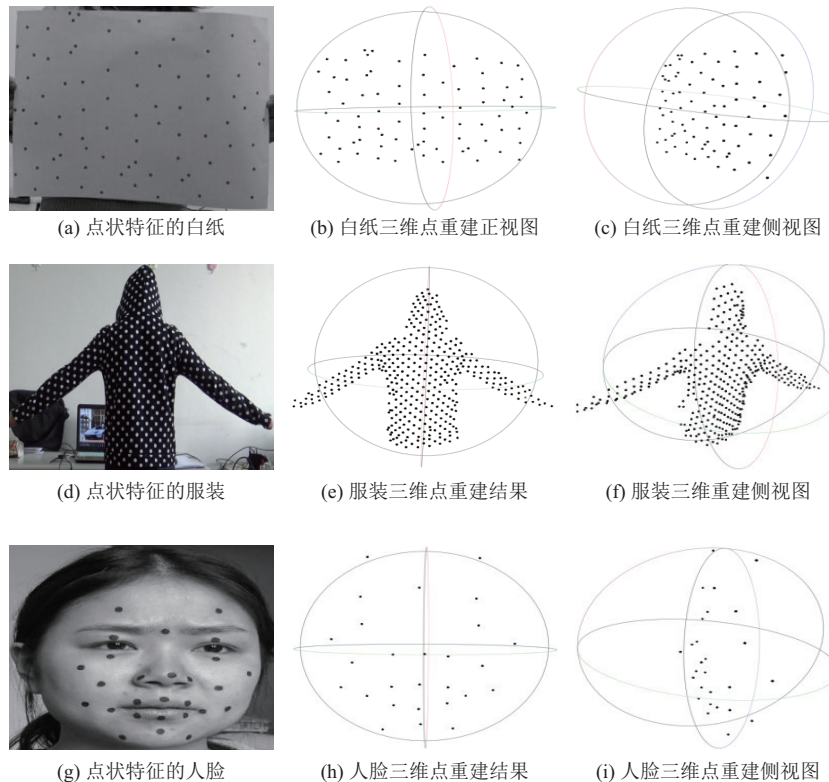 (a) 点状特征的白纸
(b) 白纸三维点重建正视图
(c) 白纸三维点重建侧视图
(d) 点状特征的服装
(e) 服装三维点重建结果
(f) 服装三维重建侧视图
(g) 点状特征的人脸
(h) 人脸三维点重建结果
(i) 人脸三维点重建侧视图